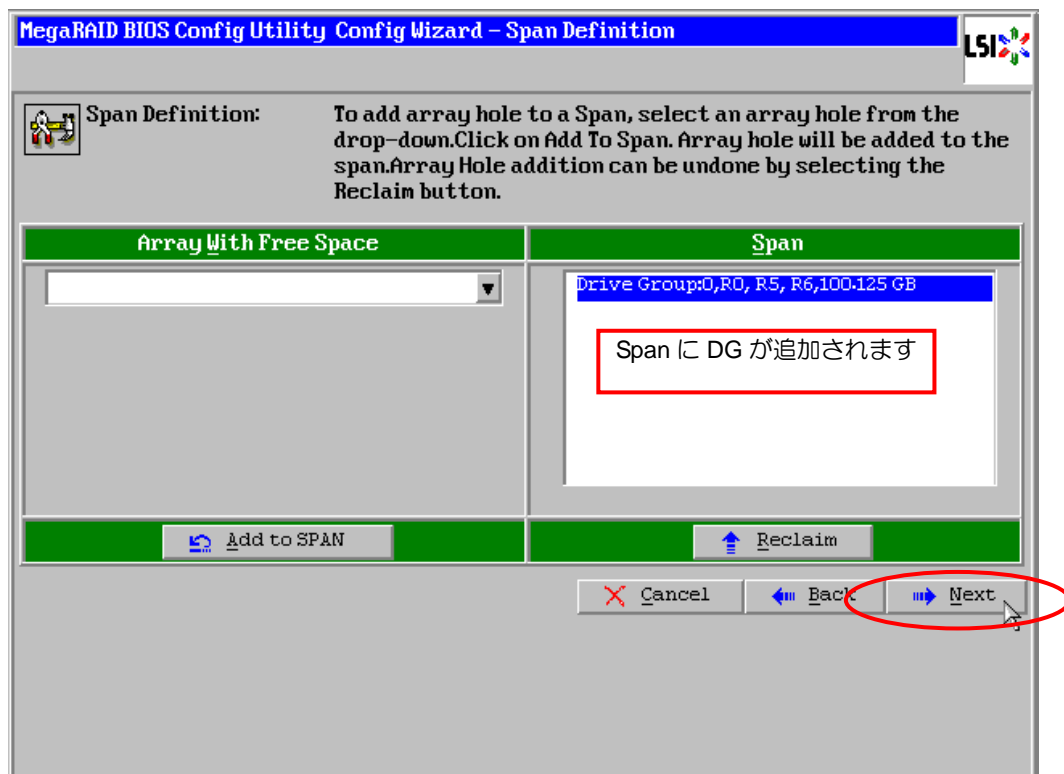 MegaRAID BIOS Config Utility Config Wizard – Span Definition
LSI
Span Definition:
To add array hole to a Span, select an array hole from the
drop-down.Click on Add To Span. Array hole will be added to the
span.Array Hole addition can be undone by selecting the
Reclaim button.
Array With Free Space
Span
Drive Group:0,R0, R5, R6,100.125 GB
Span に DG が追加されます
Add to SPAN
Reclaim
Cancel
Back
Next